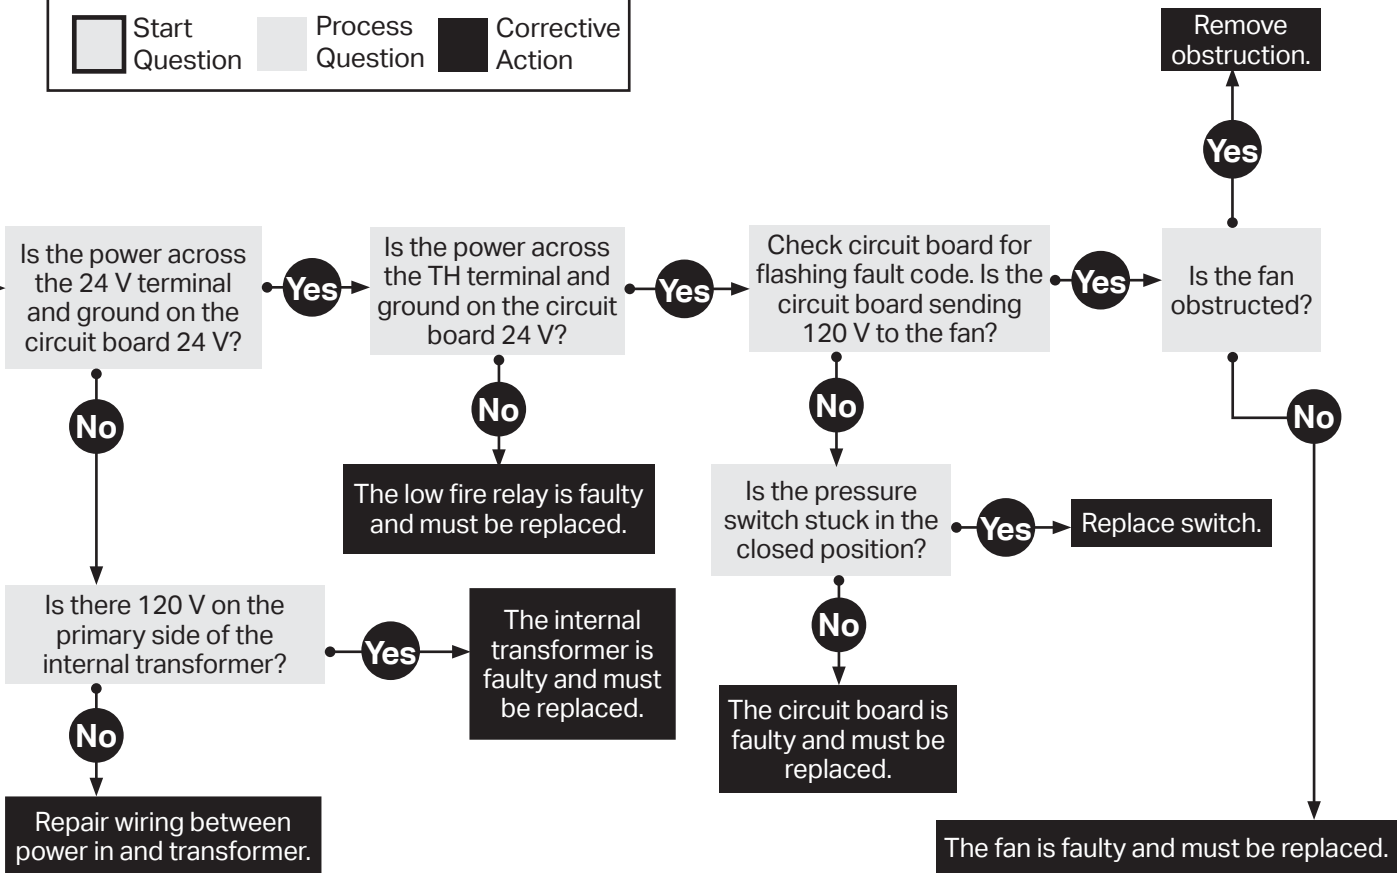 Start
Question
Process
Question
Corrective
Action
Remove
obstruction.
Yes
Is the power across
the 24 V terminal
and ground on the
circuit board 24 V?
Yes
Is the power across
the TH terminal and
ground on the circuit
board 24 V?
Yes
Check circuit board for
flashing fault code. Is the
circuit board sending
120 V to the fan?
Yes
Is the fan
obstructed?
No
No
No
No
The low fire relay is faulty
and must be replaced.
Is the pressure
switch stuck in the
closed position?
Yes
Replace switch.
Is there 120 V on the
primary side of the
internal transformer?
Yes
The internal
transformer is
faulty and must
be replaced.
No
The circuit board is
faulty and must be
replaced.
No
Repair wiring between
power in and transformer.
The fan is faulty and must be replaced.